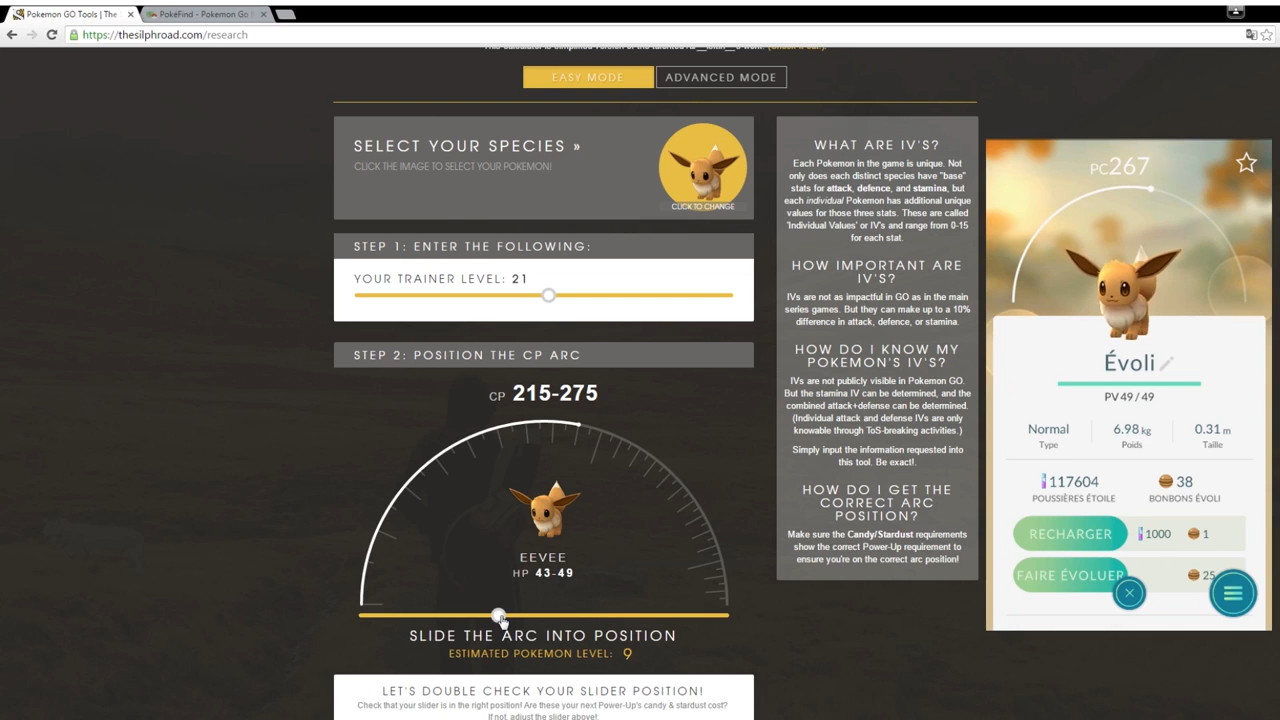 Pokemon GO Tools | The
PokéFind - Pokemon Go
https://thesilphroad.com/research
EASY MODE
ADVANCED MODE
SELECT YOUR SPECIES »
CLICK THE IMAGE TO SELECT YOUR POKEMON!
CLICK TO CHANGE
STEP 1: ENTER THE FOLLOWING:
YOUR TRAINER LEVEL: 21
STEP 2: POSITION THE CP ARC
CP 215-275
EEVEE
HP 43-49
SLIDE THE ARC INTO POSITION
ESTIMATED POKEMON LEVEL: 9
LET'S DOUBLE CHECK YOUR SLIDER POSITION!
Check that your slider is in the right position! Are these your next Power-Up's candy & stardust cost?
If not, adjust the slider above!:
WHAT ARE IV'S?
Each Pokemon in the game is unique. Not
only does each distinct species have "base"
stats for attack, defence, and stamina, but
each individual Pokemon has additional unique
values for those three stats. These are called
'Individual Values' or IV's and range from 0-15
for each stat.
HOW IMPORTANT ARE
IV'S?
IVs are not as impactful in GO as in the main
series games. But they can make up to a 10%
difference in attack, defence, or stamina.
HOW DO I KNOW MY
POKEMON'S IV'S?
IVs are not publicly visible in Pokemon GO.
But the stamina IV can be determined, and the
combined attack+defense can be determined.
(Individual attack and defense IVs are only
knowable through ToS-breaking activities.)
Simply input the information requested into
this tool. Be exact!.
HOW DO I GET THE
CORRECT ARC
POSITION?
Make sure the Candy/Stardust requirements
show the correct Power-Up requirement to
ensure you're on the correct arc position!
PC267
Évoli
PV 49 / 49
Normal
Type
6.98 kg
Poids
0.31 m
Taille
117604
POUSSIÈRES ÉTOILE
38
BONBONS ÉVOLI
RECHARGER
1000
1
FAIRE ÉVOLUER
25